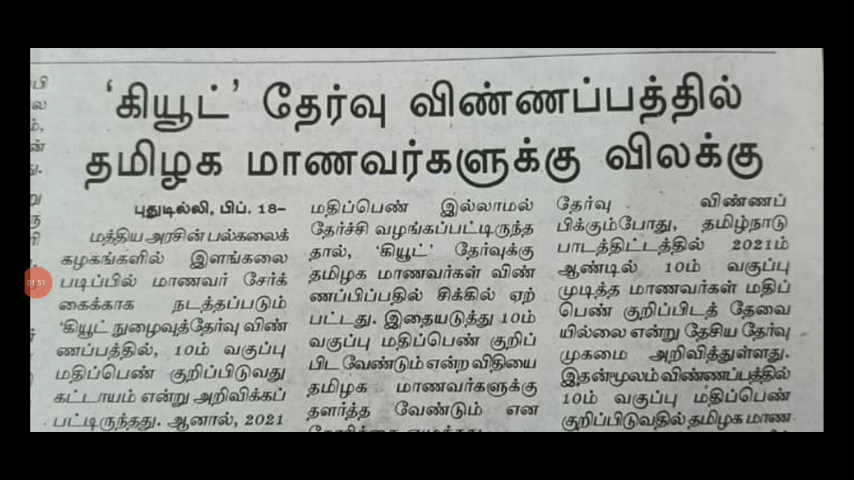 'கியூட்' தேர்வு விண்ணப்பத்தில்
தமிழக மாணவர்களுக்கு விலக்கு
புதுடில்லி, பிப். 18–
மத்திய அரசின் பல்கலைக்
கழகங்களில் இளங்கலை
படிப்பில் மாணவர் சேர்க்
கைக்காக நடத்தப்படும்
'கியூட் நுழைவுத்தேர்வு விண்
ணப்பத்தில், 10ம் வகுப்பு
மதிப்பெண் குறிப்பிடுவது
கட்டாயம் என்று அறிவிக்கப்
பட்டிருந்தது. ஆனால், 2021
மதிப்பெண் இல்லாமல்
தேர்ச்சி வழங்கப்பட்டிருந்த
தால், 'கியூட்' தேர்வுக்கு
தமிழக மாணவர்கள் விண்
ணப்பிப்பதில் சிக்கில் ஏற்
பட்டது. இதையடுத்து 10ம்
வகுப்பு மதிப்பெண் குறிப்
பிட வேண்டும் என்ற விதியை
தமிழக மாணவர்களுக்கு
தளர்த்த வேண்டும் என
தேர்வு விண்ணப்
பிக்கும்போது, தமிழ்நாடு
பாடத்திட்டத்தில் 2021ம்
ஆண்டில் 10ம் வகுப்பு
முடித்த மாணவர்கள் மதிப்
பெண் குறிப்பிடத் தேவை
யில்லை என்று தேசிய தேர்வு
முகமை அறிவித்துள்ளது.
இதன்மூலம் விண்ணப்பத்தில்
10ம் வகுப்பு மதிப்பெண்
குறிப்பிடுவதில் தமிழக மாண
01:51